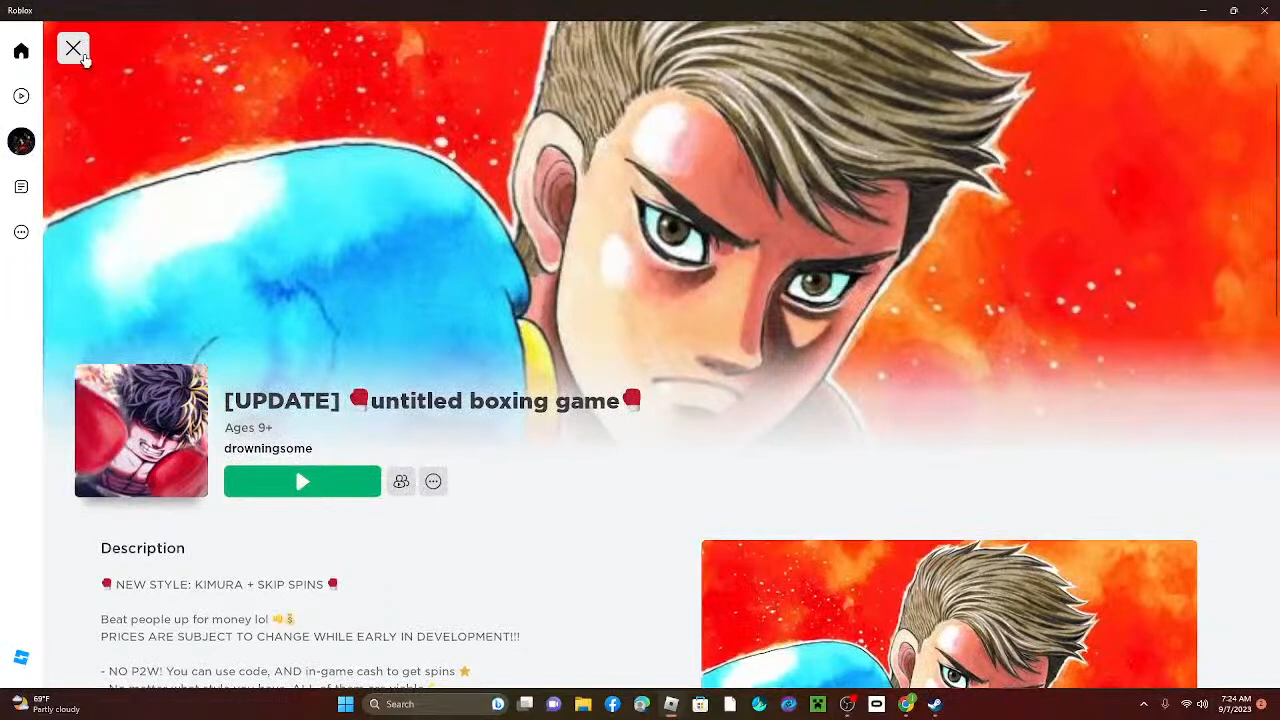 Roblox
[UPDATE] 🥊untitled boxing game🥊
Ages 9+
drowningsome
Description
🥊 NEW STYLE: KIMURA + SKIP SPINS 🥊
Beat people up for money lol 👊💰
PRICES ARE SUBJECT TO CHANGE WHILE EARLY IN DEVELOPMENT!!!
- NO P2W! You can use code, AND in-game cash to get spins ⭐
69°F
Partly cloudy
Search
7:24 AM
9/7/2023